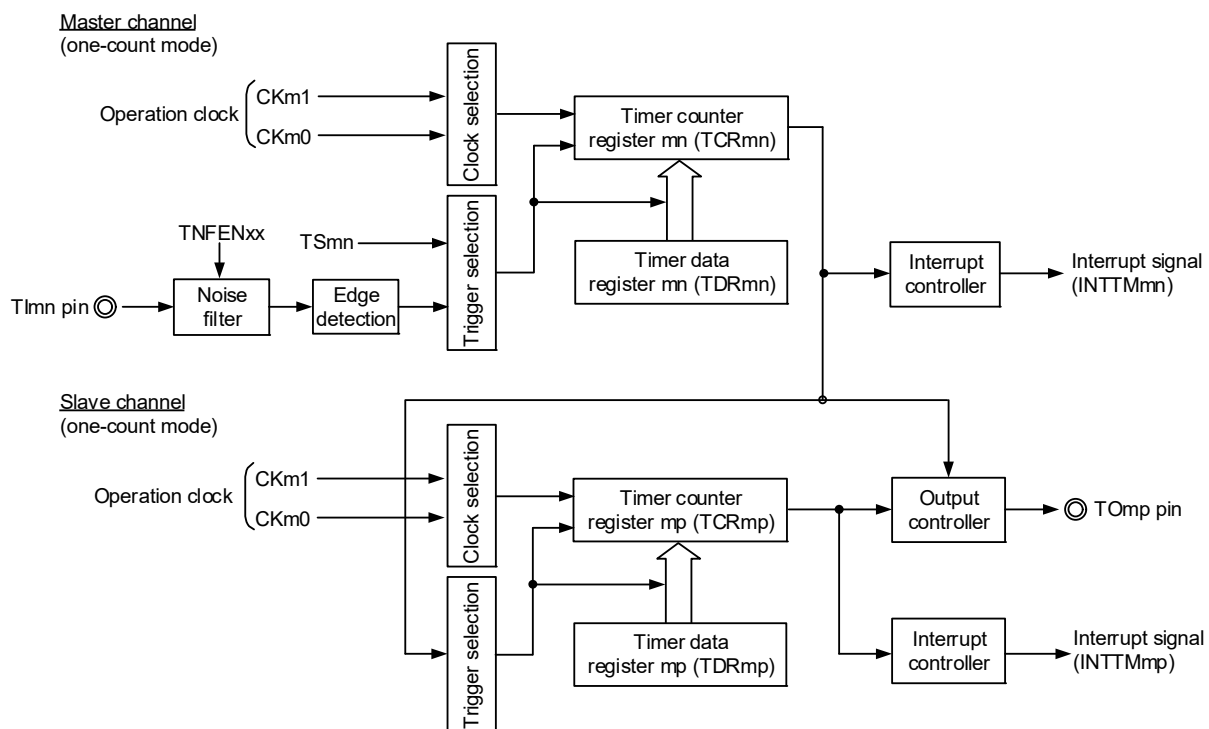 Master channel
(one-count mode)
Operation clock
CKm1
CKm0
Clock selection
Timer counter
register mn (TCRmn)
TNFENxx
TSmn
Trigger selection
Timer data
register mn (TDRmn)
Interrupt
controller
Interrupt signal
(INTTMmn)
TImn pin
Noise
filter
Edge
detection
Slave channel
(one-count mode)
Operation clock
CKm1
CKm0
Clock selection
Timer counter
register mp (TCRmp)
Output
controller
TOmp pin
Trigger selection
Timer data
register mp (TDRmp)
Interrupt
controller
Interrupt signal
(INTTMmp)